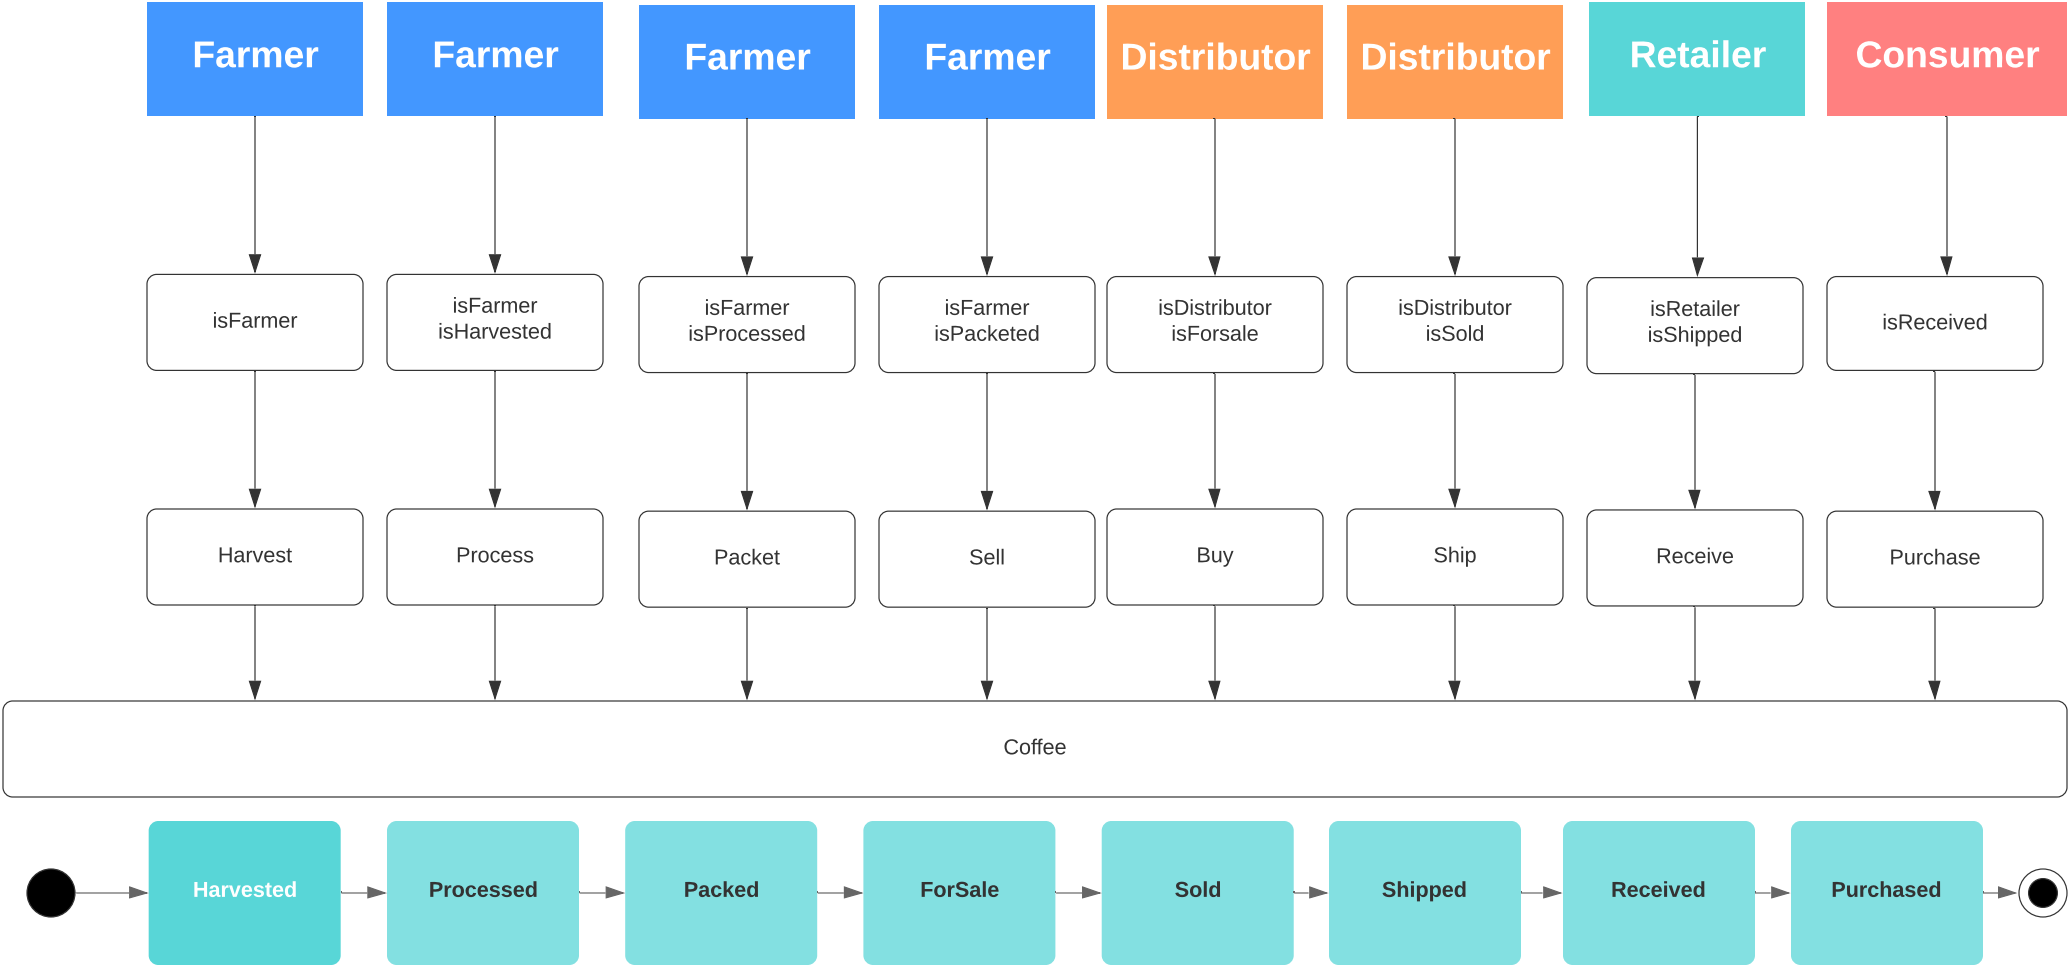 Farmer
Farmer
Farmer
Farmer
Distributor
Distributor
Retailer
Consumer
isFarmer
isFarmer
isHarvested
isFarmer
isProcessed
isFarmer
isPacketed
isDistributor
isForsale
isDistributor
isSold
isRetailer
isShipped
isReceived
Harvest
Process
Packet
Sell
Buy
Ship
Receive
Purchase
Coffee
Harvested
Processed
Packed
ForSale
Sold
Shipped
Received
Purchased